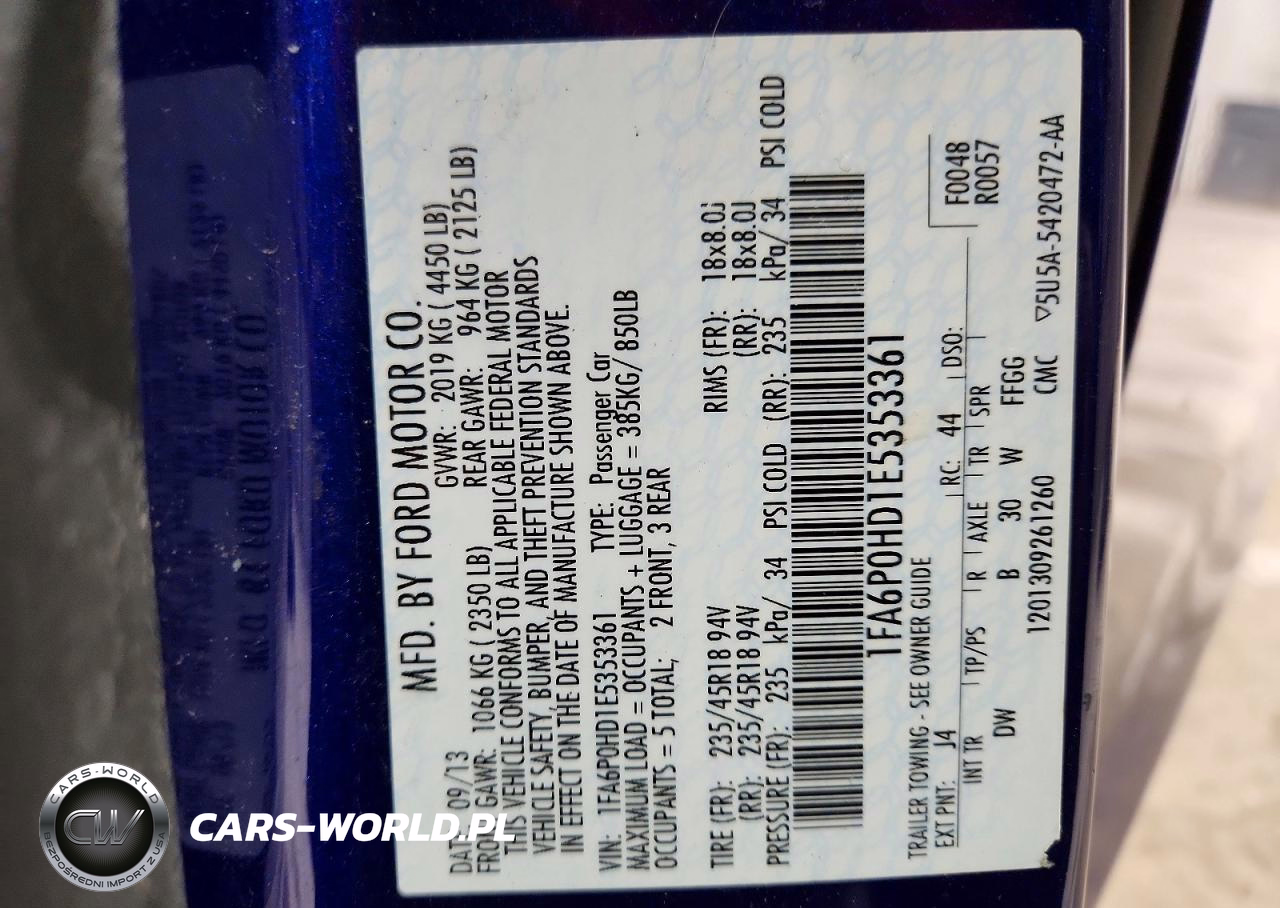 MFD. BY FORD MOTOR CO.
DATE: 09/13 GVWR: 2019 KG ( 4450 LB)
FRONT GAWR: 1066 KG ( 2350 LB) REAR GAWR: 964 KG ( 2125 LB)
THIS VEHICLE CONFORMS TO ALL APPLICABLE FEDERAL MOTOR
VEHICLE SAFETY, BUMPER, AND THEFT PREVENTION STANDARDS
IN EFFECT ON THE DATE OF MANUFACTURE SHOWN ABOVE.
VIN: 1FA6P0HD1E5353361 TYPE: Passenger Car
MAXIMUM LOAD = OCCUPANTS + LUGGAGE = 385KG/ 850LB
OCCUPANTS = 5 TOTAL; 2 FRONT, 3 REAR
TIRE (FR): 235/45R18 94V RIMS (FR): 18x8.0J
(RR): 235/45R18 94V (RR): 18x8.0J
PRESSURE (FR): 235 kPa/ 34 PSI COLD (RR): 235 kPa/ 34 PSI COLD
1FA6P0HD1E5353361
TRAILER TOWING - SEE OWNER GUIDE F0048
EXT PNT: J4 RC: 44 DSO: R0057
INT TR TP/PS R AXLE TR SPR
DW B 30 W FFGG
1201309261260 CMC ▽5U5A-5420472-AA
CARS-WORLD
CW
BEZPOŚREDNI IMPORT Z USA
CARS-WORLD.PL